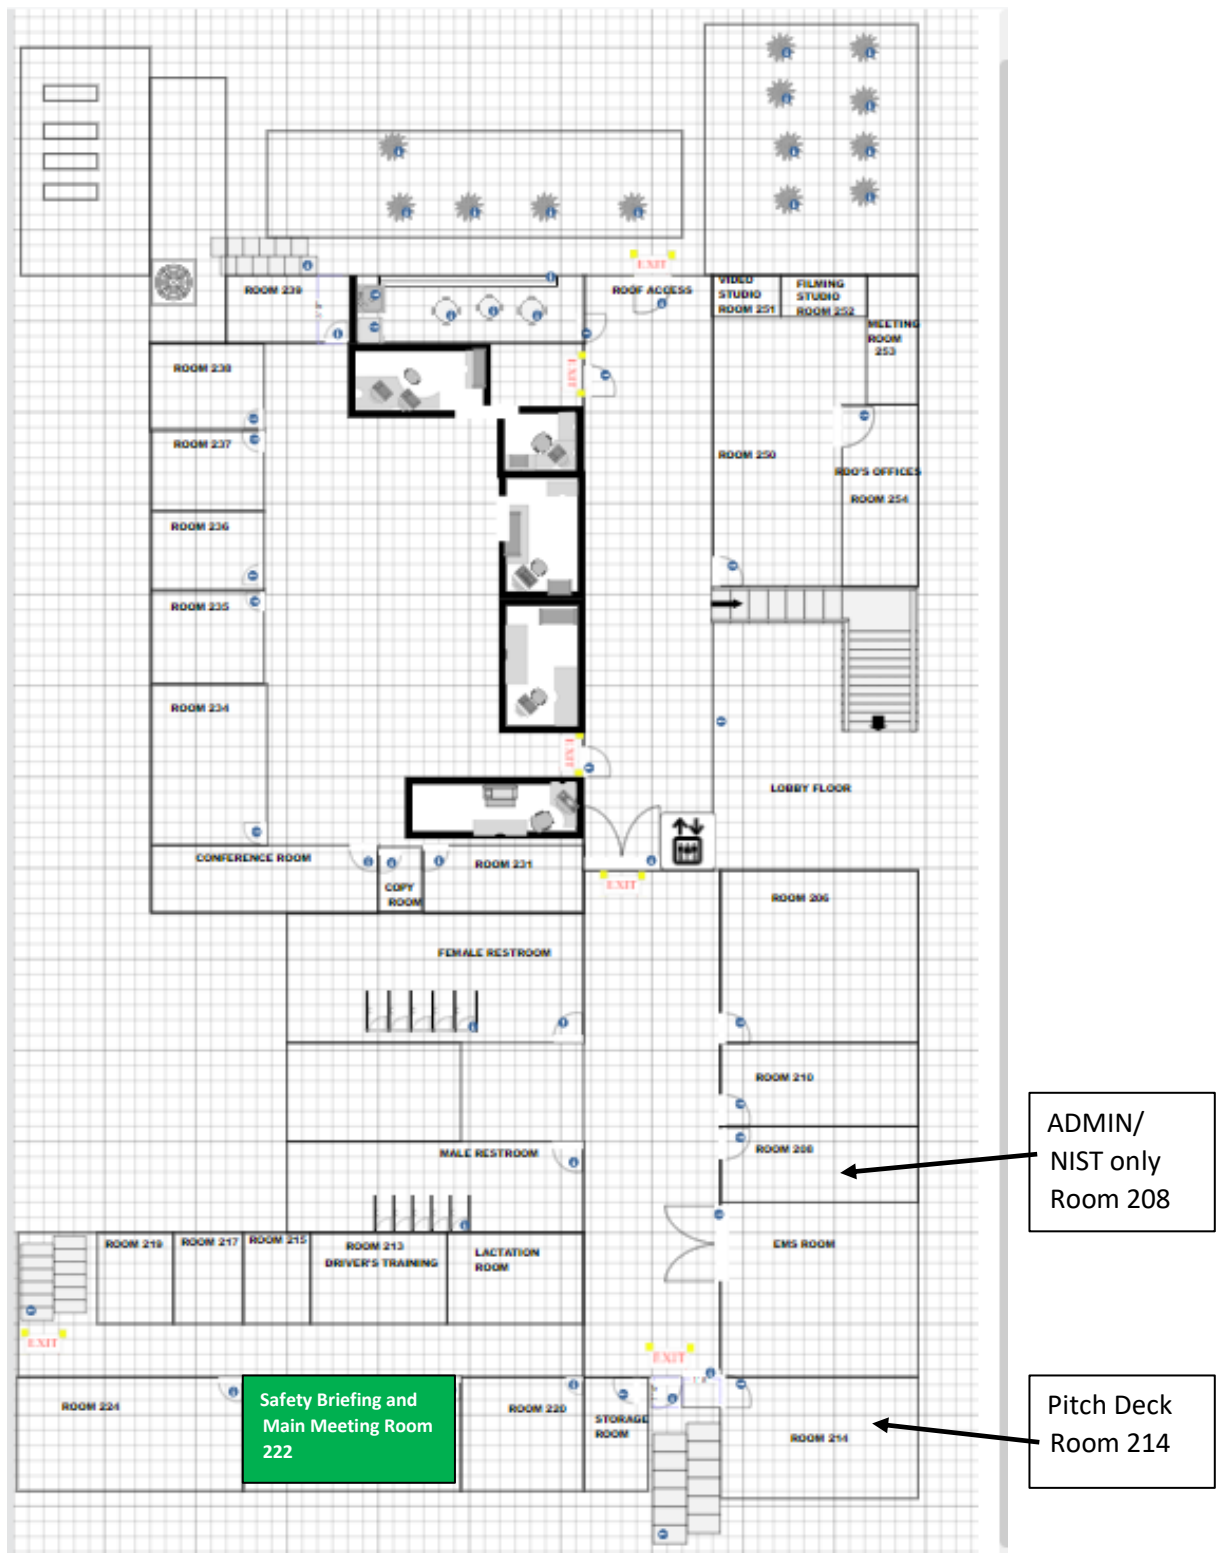 EXIT
ROOM 239
ROOF ACCESS
VIDEO
STUDIO
ROOM 251
FILMING
STUDIO
ROOM 252
MEETING
ROOM
253
ROOM 238
EXIT
ROOM 237
ROOM 250
RDO'S OFFICES
ROOM 254
ROOM 236
ROOM 235
ROOM 234
EXIT
LOBBY FLOOR
CONFERENCE ROOM
ROOM 231
COPY
ROOM
EXIT
ROOM 206
FEMALE RESTROOM
ROOM 210
ADMIN/
NIST only
Room 208
MALE RESTROOM
ROOM 208
ROOM 219
ROOM 217
ROOM 215
ROOM 213
DRIVER'S TRAINING
LACTATION
ROOM
EMS ROOM
EXIT
EXIT
ROOM 224
Safety Briefing and
Main Meeting Room
222
ROOM 220
STORAGE
ROOM
ROOM 214
Pitch Deck
Room 214